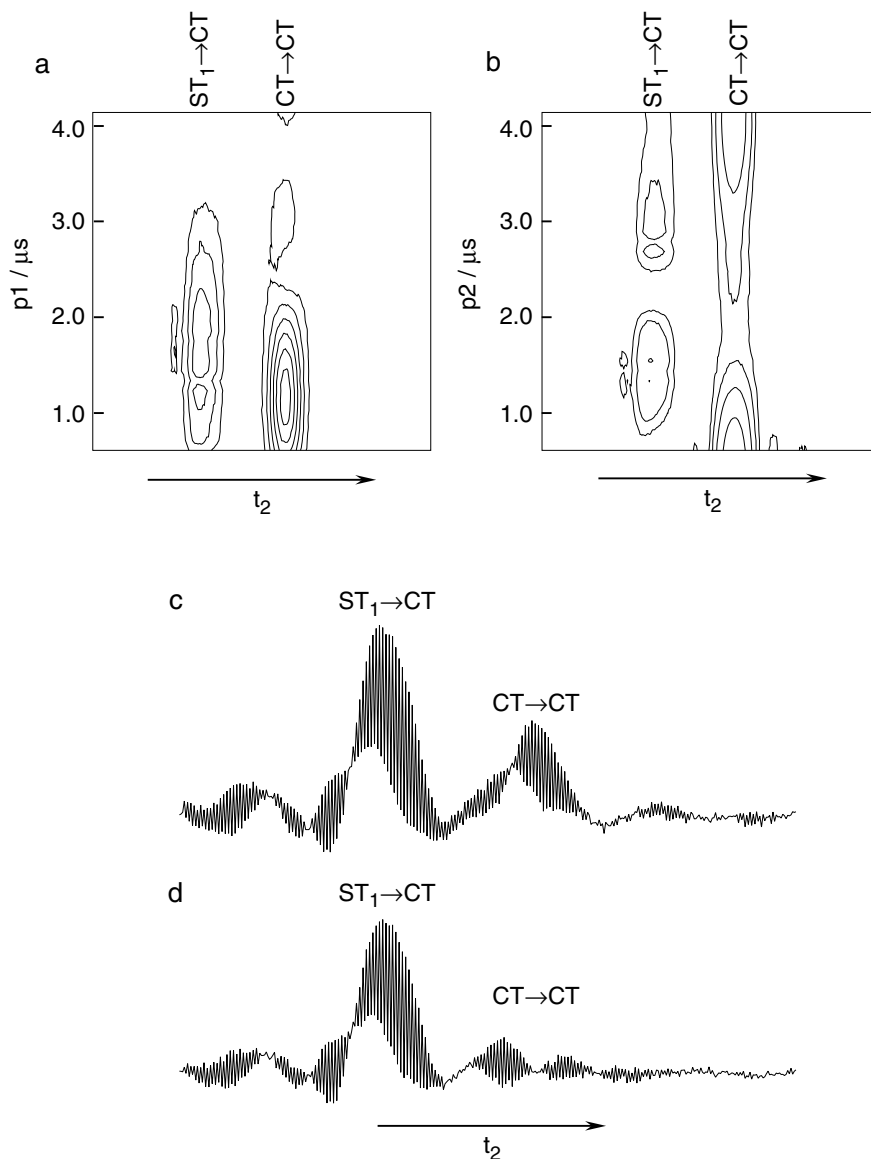 a
ST₁→CT
CT→CT
4.0
3.0
2.0
1.0
p1 / μs
t₂
b
ST₁→CT
CT→CT
4.0
3.0
2.0
1.0
p2 / μs
t₂
c
ST₁→CT
CT→CT
d
ST₁→CT
CT→CT
t₂